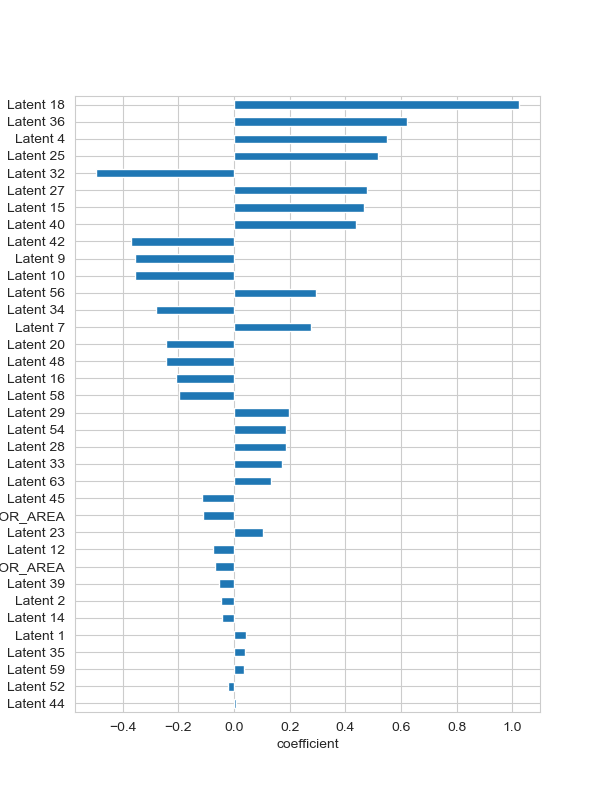 Latent 18
Latent 36
Latent 4
Latent 25
Latent 32
Latent 27
Latent 15
Latent 40
Latent 42
Latent 9
Latent 10
Latent 56
Latent 34
Latent 7
Latent 20
Latent 48
Latent 16
Latent 58
Latent 29
Latent 54
Latent 28
Latent 33
Latent 63
Latent 45
OR_AREA
Latent 23
Latent 12
OR_AREA
Latent 39
Latent 2
Latent 14
Latent 1
Latent 35
Latent 59
Latent 52
Latent 44
−0.4 −0.2 0.0 0.2 0.4 0.6 0.8 1.0
coefficient